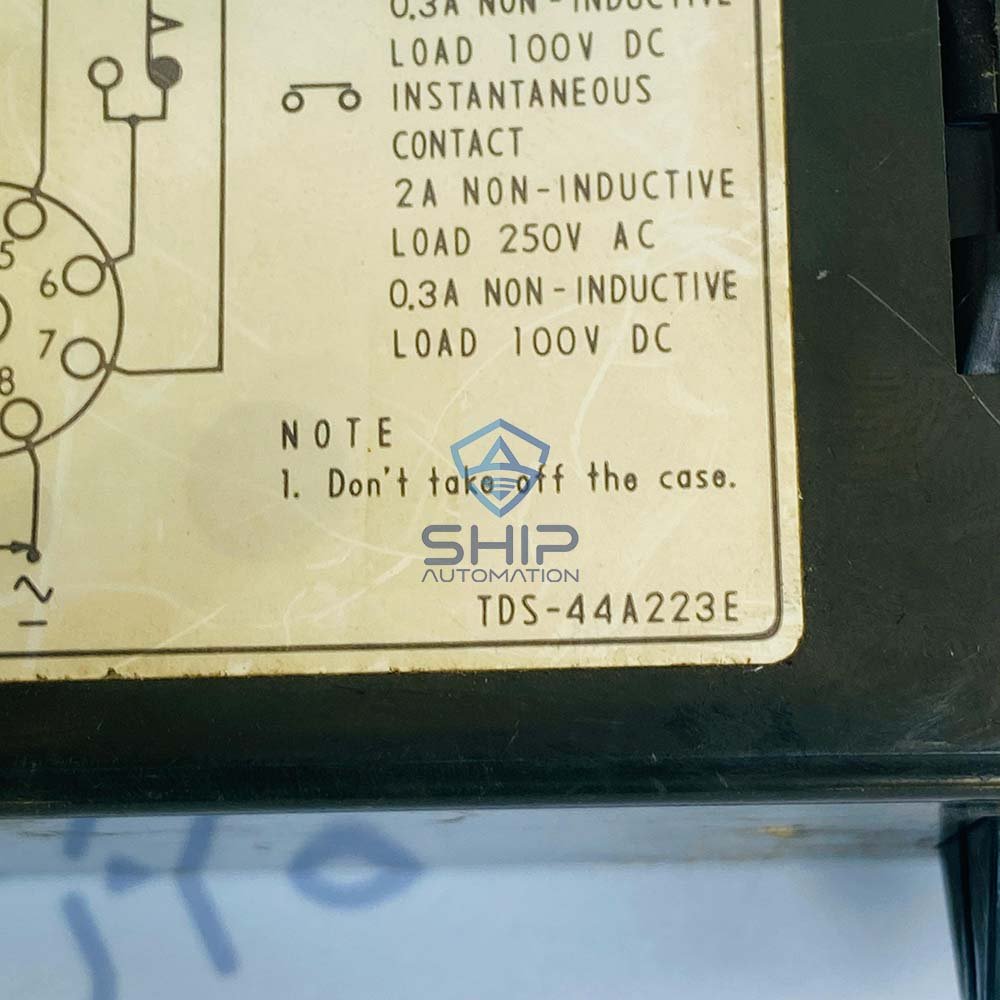 0.3A NON-INDUCTIVE
LOAD 100V DC
INSTANTANEOUS
CONTACT
2A NON-INDUCTIVE
LOAD 250V AC
0.3A NON-INDUCTIVE
LOAD 100V DC
5
6
7
8
NOTE
1. Don't take off the case.
SHIP
AUTOMATION
TDS-44A223E